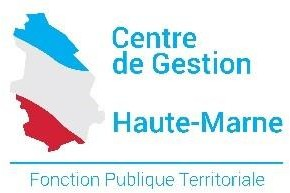 Centre
de Gestion
Haute-Marne
Fonction Publique Territoriale